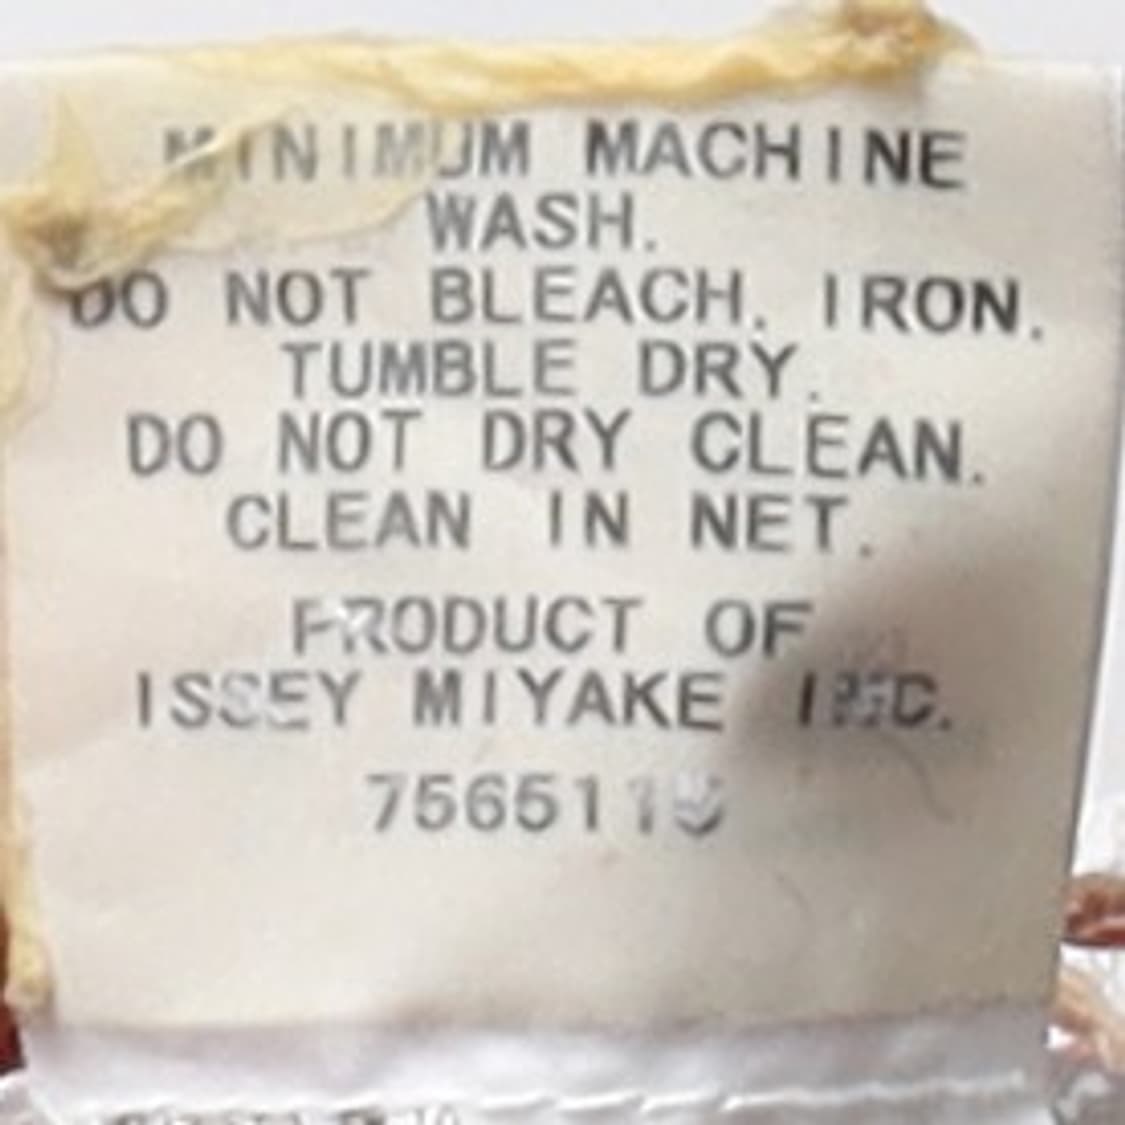 MINIMUM MACHINE
WASH.
DO NOT BLEACH. IRON.
TUMBLE DRY.
DO NOT DRY CLEAN.
CLEAN IN NET.
PRODUCT OF
ISSEY MIYAKE INC.